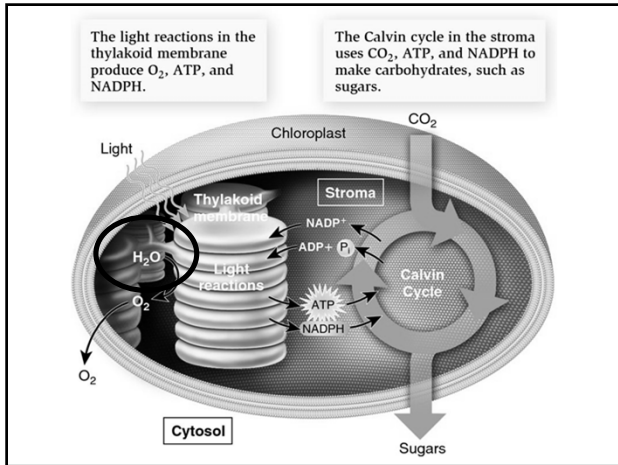 The light reactions in the
thylakoid membrane
produce O₂, ATP, and
NADPH.
The Calvin cycle in the stroma
uses CO₂, ATP, and NADPH to
make carbohydrates, such as
sugars.
CO₂
Chloroplast
Light
Thylakoid
membrane
Stroma
NADP⁺
ADP + Pᵢ
H₂O
Light
reactions
Calvin
Cycle
O₂
ATP
NADPH
O₂
Cytosol
Sugars